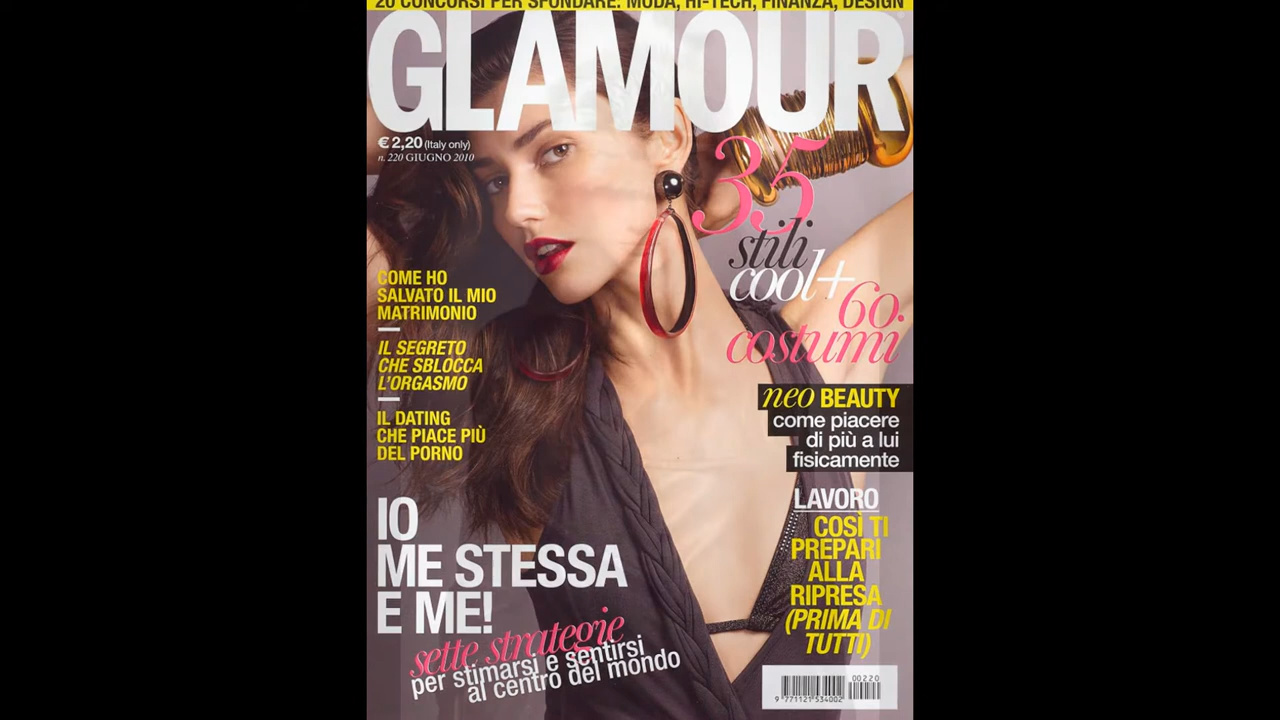 20 CONCORSI PER SFONDARE: MODA, HI-TECH, FINANZA, DESIGN
GLAMOUR
€ 2,20 (Italy only)
n. 220 GIUGNO 2010
35
stili
cool+
60
costumi
COME HO
SALVATO IL MIO
MATRIMONIO
IL SEGRETO
CHE SBLOCCA
L'ORGASMO
IL DATING
CHE PIACE PIÙ
DEL PORNO
neo BEAUTY
come piacere
di più a lui
fisicamente
LAVORO
COSÌ TI
PREPARI
ALLA
RIPRESA
(PRIMA DI
TUTTI)
IO
ME STESSA
E ME!
sette strategie
per stimarsi e sentirsi
al centro del mondo
00220
9 771121 534002